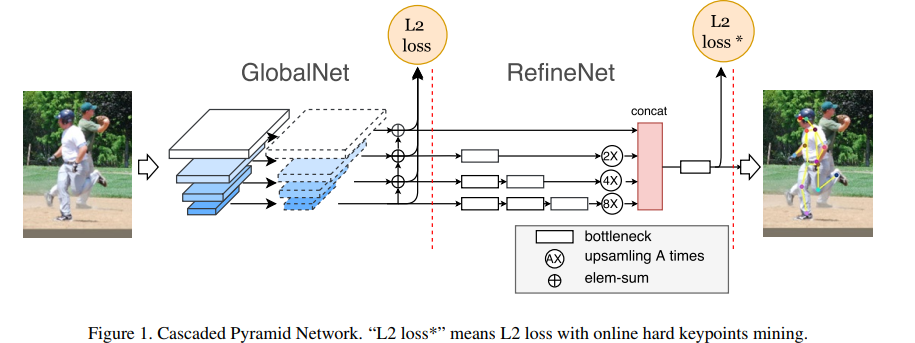 L2
loss
L2
loss *
GlobalNet
RefineNet
concat
2X
4X
8X
bottleneck
AX
upsamling A times
elem-sum
Figure 1. Cascaded Pyramid Network. “L2 loss*” means L2 loss with online hard keypoints mining.